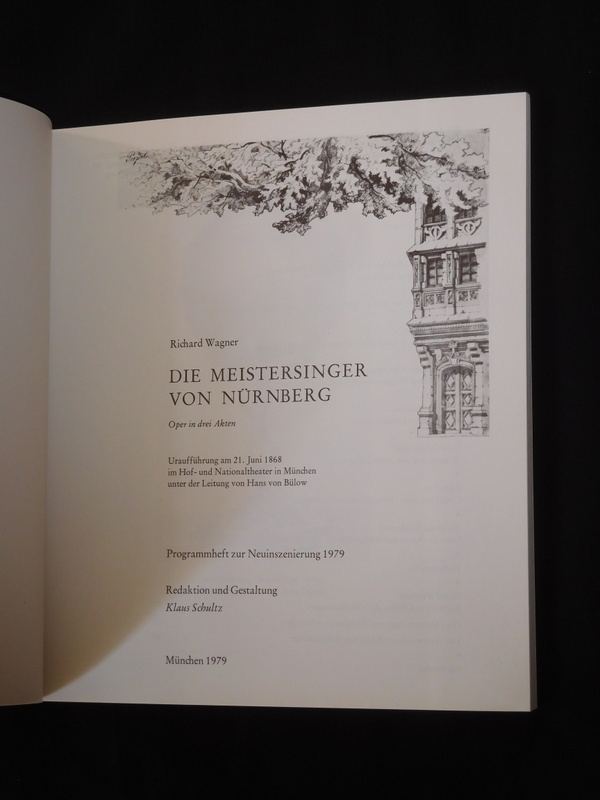 Richard Wagner
DIE MEISTERSINGER
VON NÜRNBERG
Oper in drei Akten
Uraufführung am 21. Juni 1868
im Hof- und Nationaltheater in München
unter der Leitung von Hans von Bülow
Programmheft zur Neuinszenierung 1979
Redaktion und Gestaltung
Klaus Schultz
München 1979